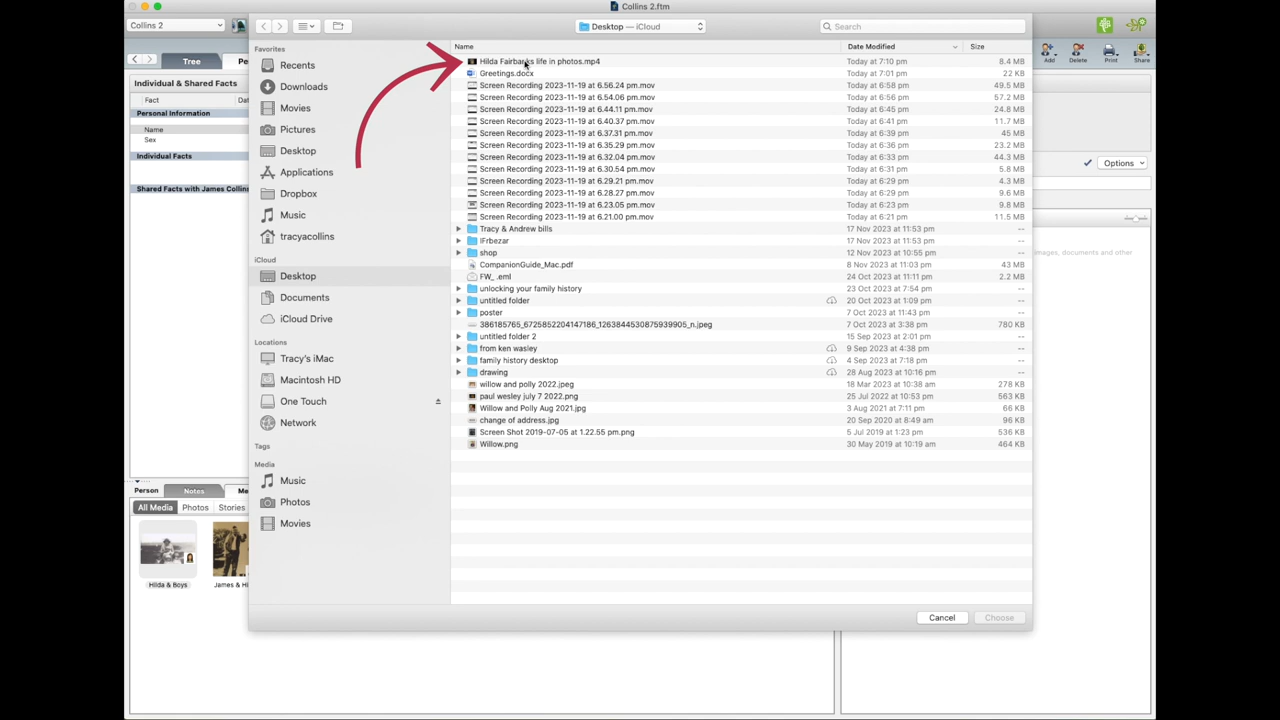 Collins 2.ftm
Collins 2
Desktop — iCloud
Search
Tree
Pe
Add
Delete
Print
Share
Individual & Shared Facts
Fact
Dat
Personal Information
Name
Sex
Individual Facts
Shared Facts with James Collins
Options
images, documents and other
Favorites
Recents
Downloads
Movies
Pictures
Desktop
Applications
Dropbox
Music
tracyacollins
iCloud
Desktop
Documents
iCloud Drive
Locations
Tracy's iMac
Macintosh HD
One Touch
Network
Tags
Media
Music
Photos
Movies
Name Date Modified Size
Hilda Fairbanks life in photos.mp4 Today at 7:10 pm 8.4 MB
Greetings.docx Today at 7:01 pm 22 KB
Screen Recording 2023-11-19 at 6.56.24 pm.mov Today at 6:58 pm 49.5 MB
Screen Recording 2023-11-19 at 6.54.06 pm.mov Today at 6:56 pm 57.2 MB
Screen Recording 2023-11-19 at 6.44.11 pm.mov Today at 6:45 pm 24.8 MB
Screen Recording 2023-11-19 at 6.40.37 pm.mov Today at 6:41 pm 11.7 MB
Screen Recording 2023-11-19 at 6.37.31 pm.mov Today at 6:39 pm 45 MB
Screen Recording 2023-11-19 at 6.35.29 pm.mov Today at 6:36 pm 23.2 MB
Screen Recording 2023-11-19 at 6.32.04 pm.mov Today at 6:33 pm 44.3 MB
Screen Recording 2023-11-19 at 6.30.54 pm.mov Today at 6:31 pm 5.8 MB
Screen Recording 2023-11-19 at 6.29.21 pm.mov Today at 6:29 pm 4.3 MB
Screen Recording 2023-11-19 at 6.28.27 pm.mov Today at 6:29 pm 9.6 MB
Screen Recording 2023-11-19 at 6.23.05 pm.mov Today at 6:23 pm 9.8 MB
Screen Recording 2023-11-19 at 6.21.00 pm.mov Today at 6:21 pm 11.5 MB
Tracy & Andrew bills 17 Nov 2023 at 11:53 pm --
IFrbezar 17 Nov 2023 at 11:53 pm --
shop 12 Nov 2023 at 10:55 pm --
CompanionGuide_Mac.pdf 8 Nov 2023 at 11:03 pm 43 MB
FW_ .eml 24 Oct 2023 at 11:11 pm 2.2 MB
unlocking your family history 23 Oct 2023 at 7:54 pm --
untitled folder 20 Oct 2023 at 1:09 pm --
poster 7 Oct 2023 at 11:43 pm --
386185765_6725852204147186_1263844530875939905_n.jpeg 7 Oct 2023 at 3:38 pm 780 KB
untitled folder 2 16 Sep 2023 at 2:01 pm --
from ken wasley 9 Sep 2023 at 4:38 pm --
family history desktop 4 Sep 2023 at 7:18 pm --
drawing 28 Aug 2023 at 10:16 pm --
willow and polly 2022.jpeg 18 Mar 2023 at 10:38 am 278 KB
paul wesley july 7 2022.png 25 Jul 2022 at 10:44 pm 563 KB
Willow and Polly Aug 2021.jpg 3 Aug 2021 at 7:11 pm 66 KB
change of address.jpg 20 Sep 2020 at 8:49 am 96 KB
Screen Shot 2019-07-05 at 1.22.55 pm.png 5 Jul 2019 at 1:23 pm 536 KB
Willow.png 30 May 2019 at 10:19 am 464 KB
Person
Notes
Me
All Media
Photos
Stories
Hilda & Boys
James & Hi
Cancel
Choose